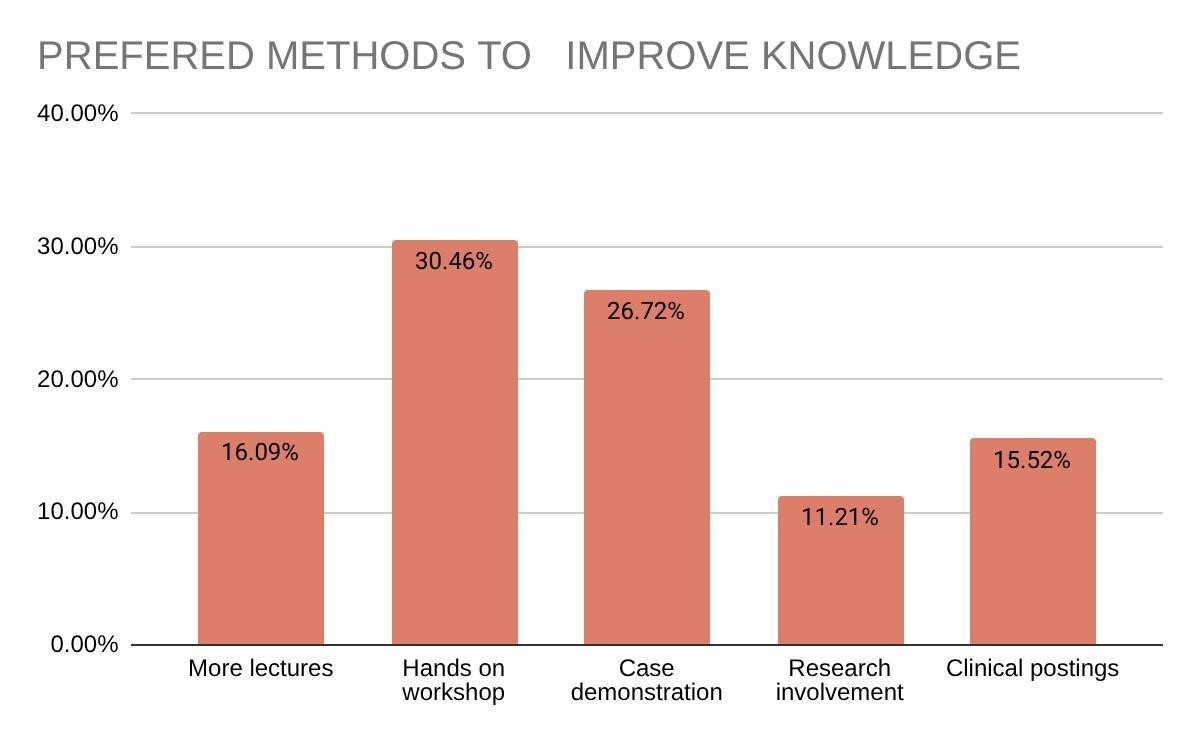 PREFERED METHODS TO   IMPROVE KNOWLEDGE
40.00%
30.00%
20.00%
10.00%
0.00%
16.09%
30.46%
26.72%
11.21%
15.52%
More lectures
Hands on
workshop
Case
demonstration
Research
involvement
Clinical postings